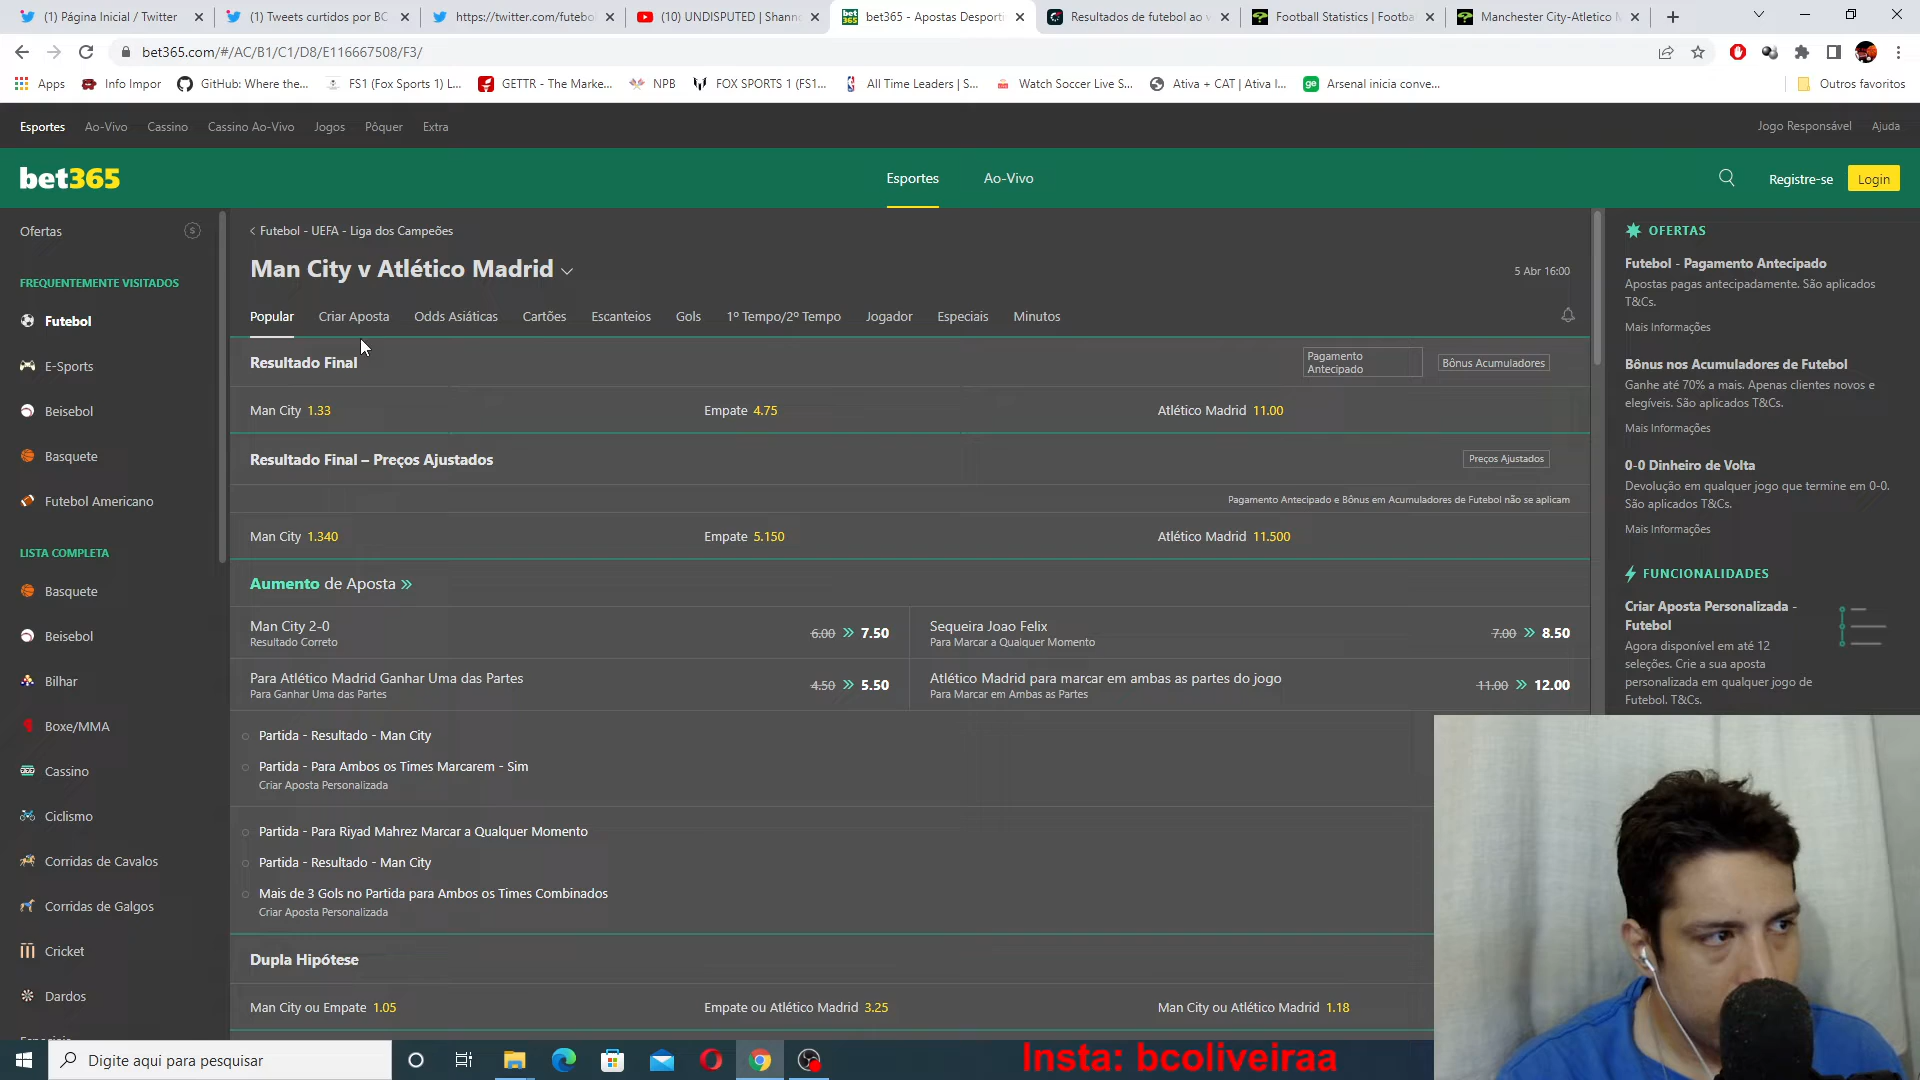 (1) Página Inicial / Twitter
(1) Tweets curtidos por BC
https://twitter.com/futebo
(10) UNDISPUTED | Shann
bet365 - Apostas Desporti
Resultados de futebol ao v
Football Statistics | Footba
Manchester City-Atletico M
bet365.com/#/AC/B1/C1/D8/E116667508/F3/
Apps
Info Impor
GitHub: Where the...
FS1 (Fox Sports 1) L...
GETTR - The Marke...
NPB
FOX SPORTS 1 (FS1...
All Time Leaders | S...
Watch Soccer Live S...
Ativa + CAT | Ativa I...
Arsenal inicia conve...
Outros favoritos
Esportes
Ao-Vivo
Cassino
Cassino Ao-Vivo
Jogos
Pôquer
Extra
Jogo Responsável
Ajuda
bet365
Esportes
Ao-Vivo
Registre-se
Login
Ofertas
FREQUENTEMENTE VISITADOS
Futebol
E-Sports
Beisebol
Basquete
Futebol Americano
LISTA COMPLETA
Basquete
Beisebol
Bilhar
Boxe/MMA
Cassino
Ciclismo
Corridas de Cavalos
Corridas de Galgos
Cricket
Dardos
Futebol - UEFA - Liga dos Campeões
Man City v Atlético Madrid
5 Abr 16:00
Popular
Criar Aposta
Odds Asiáticas
Cartões
Escanteios
Gols
1º Tempo/2º Tempo
Jogador
Especiais
Minutos
Resultado Final
Pagamento
Antecipado
Bônus Acumuladores
Man City 1.33
Empate 4.75
Atlético Madrid 11.00
Resultado Final – Preços Ajustados
Preços Ajustados
Pagamento Antecipado e Bônus em Acumuladores de Futebol não se aplicam
Man City 1.340
Empate 5.150
Atlético Madrid 11.500
Aumento de Aposta »
Man City 2-0
Resultado Correto
6.00 » 7.50
Sequeira Joao Felix
Para Marcar a Qualquer Momento
7.00 » 8.50
Para Atlético Madrid Ganhar Uma das Partes
Para Ganhar Uma das Partes
4.50 » 5.50
Atlético Madrid para marcar em ambas as partes do jogo
Para Marcar em Ambas as Partes
11.00 » 12.00
Partida - Resultado - Man City
Partida - Para Ambos os Times Marcarem - Sim
Criar Aposta Personalizada
Partida - Para Riyad Mahrez Marcar a Qualquer Momento
Partida - Resultado - Man City
Mais de 3 Gols no Partida para Ambos os Times Combinados
Criar Aposta Personalizada
Dupla Hipótese
Man City ou Empate 1.05
Empate ou Atlético Madrid 3.25
Man City ou Atlético Madrid 1.18
OFERTAS
Futebol - Pagamento Antecipado
Apostas pagas antecipadamente. São aplicados
T&Cs.
Mais Informações
Bônus nos Acumuladores de Futebol
Ganhe até 70% a mais. Apenas clientes novos e
elegíveis. São aplicados T&Cs.
Mais Informações
0-0 Dinheiro de Volta
Devolução em qualquer jogo que termine em 0-0.
São aplicados T&Cs.
Mais Informações
FUNCIONALIDADES
Criar Aposta Personalizada -
Futebol
Agora disponível em até 12
seleções. Crie a sua aposta
personalizada em qualquer jogo de
Futebol. T&Cs.
Digite aqui para pesquisar
Insta: bcoliveiraa